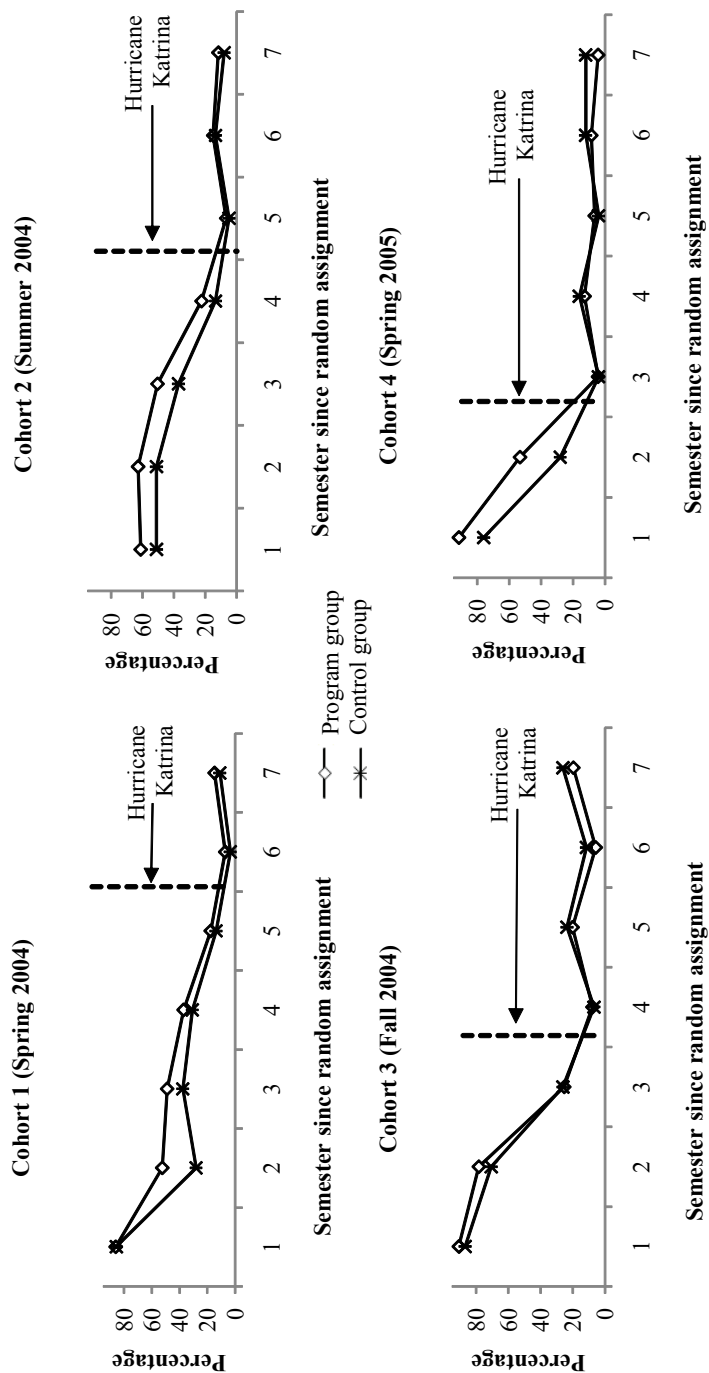 Cohort 1 (Spring 2004)
Percentage
80
60
40
20
0
Hurricane
Katrina
1 2 3 4 5 6 7
Semester since random assignment
Cohort 2 (Summer 2004)
Percentage
80
60
40
20
0
Hurricane
Katrina
1 2 3 4 5 6 7
Semester since random assignment
Program group
Control group
Cohort 3 (Fall 2004)
Percentage
80
60
40
20
0
Hurricane
Katrina
1 2 3 4 5 6 7
Semester since random assignment
Cohort 4 (Spring 2005)
Percentage
80
60
40
20
0
Hurricane
Katrina
1 2 3 4 5 6 7
Semester since random assignment